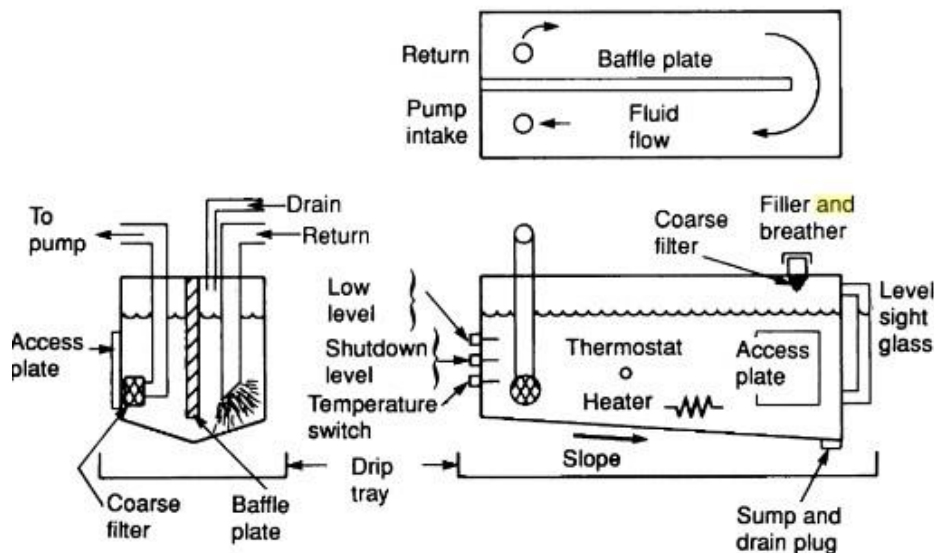 Return
Baffle plate
Pump
intake
Fluid
flow
To
pump
Drain
Return
Access
plate
Coarse
filter
Baffle
plate
Drip
tray
Low
level
Shutdown
level
Temperature
switch
Coarse
filter
Filler and
breather
Level
sight
glass
Thermostat
Access
plate
Heater
Slope
Sump and
drain plug